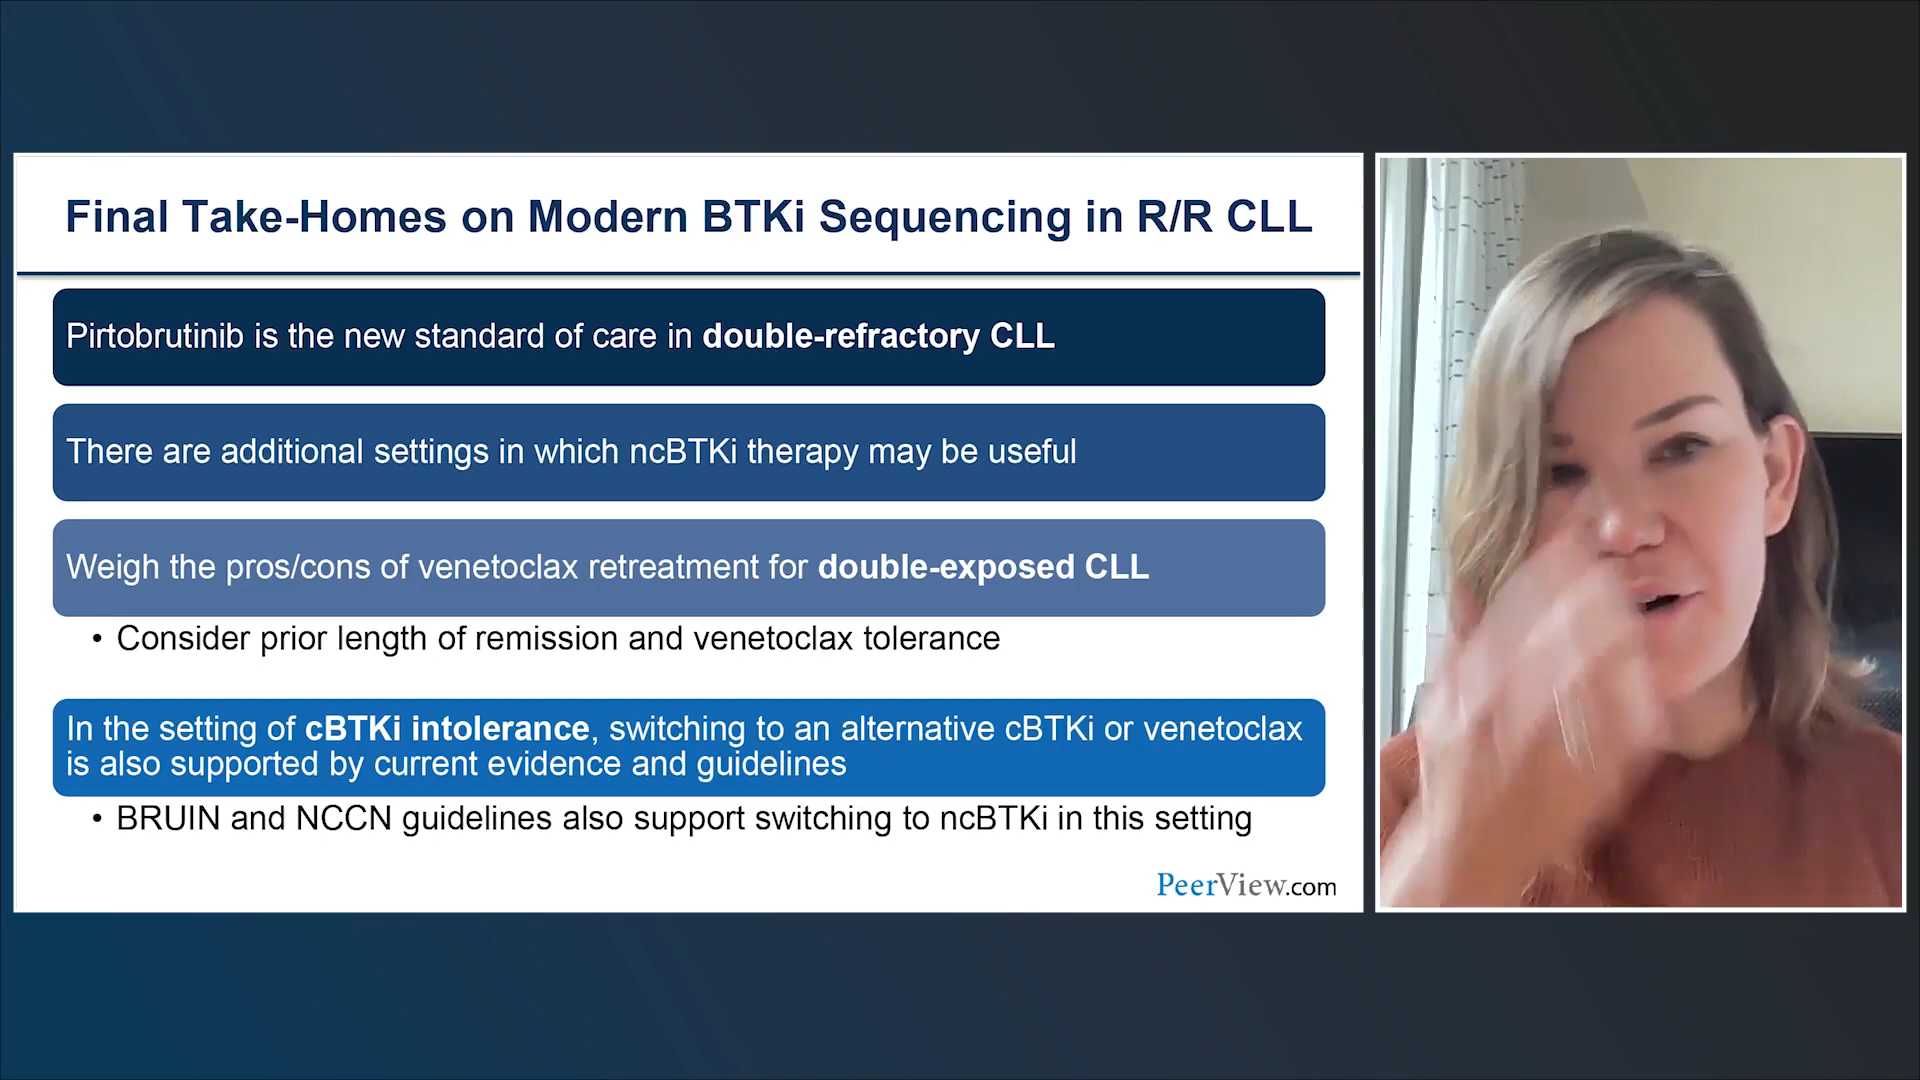 Final Take-Homes on Modern BTKi Sequencing in R/R CLL
Pirtobrutinib is the new standard of care in double-refractory CLL
There are additional settings in which ncBTKi therapy may be useful
Weigh the pros/cons of venetoclax retreatment for double-exposed CLL
• Consider prior length of remission and venetoclax tolerance
In the setting of cBTKi intolerance, switching to an alternative cBTKi or venetoclax
is also supported by current evidence and guidelines
• BRUIN and NCCN guidelines also support switching to ncBTKi in this setting
PeerView.com